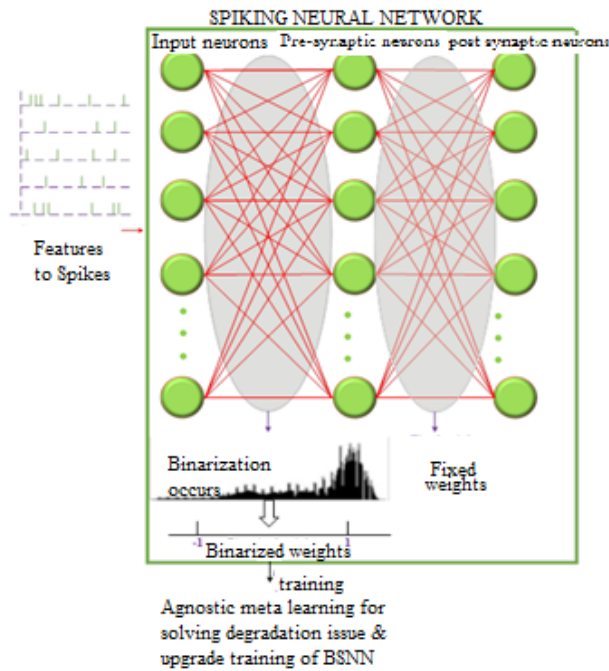 SPIKING NEURAL NETWORK
Input neurons Pre-synaptic neurons post synaptic neurons
Features
to Spikes
Binarization
occurs
Fixed
weights
-1 1
Binarized weights
training
Agnostic meta learning for
solving degradation issue &
upgrade training of BSNN